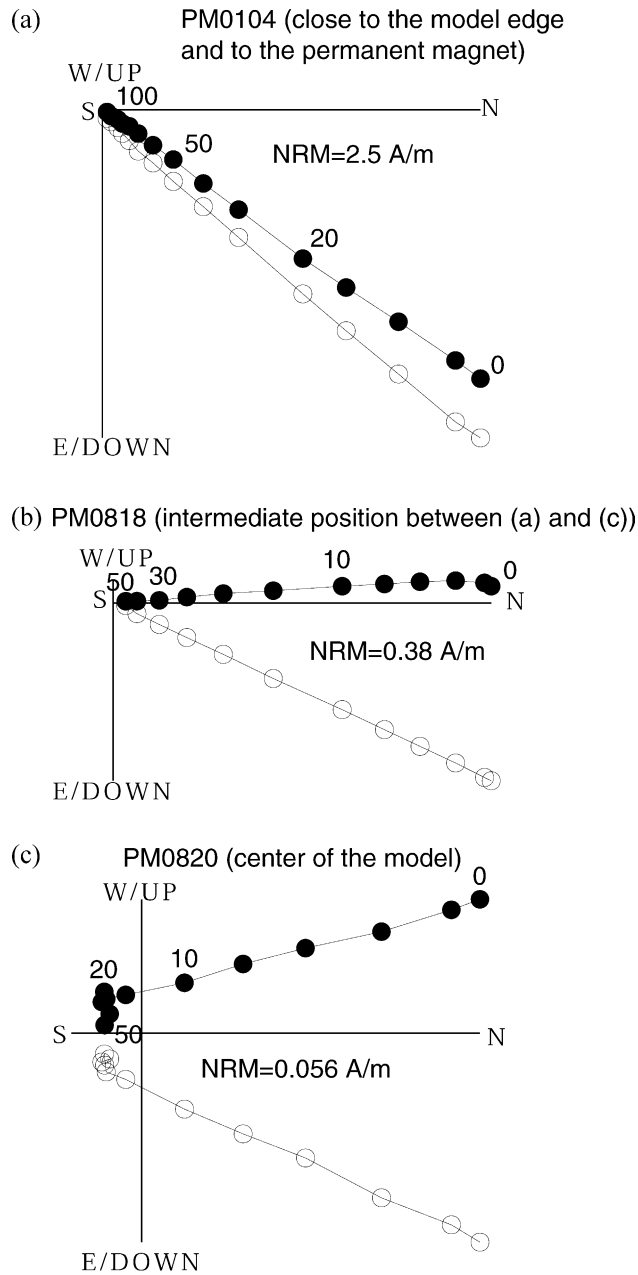 (a) PM0104 (close to the model edge
and to the permanent magnet)
W/UP
100
S N
50
NRM=2.5 A/m
20
0
E/DOWN
(b) PM0818 (intermediate position between (a) and (c))
W/UP
10
0
50 30
S N
NRM=0.38 A/m
E/DOWN
(c) PM0820 (center of the model)
W/UP
0
10
20
50
S N
NRM=0.056 A/m
E/DOWN